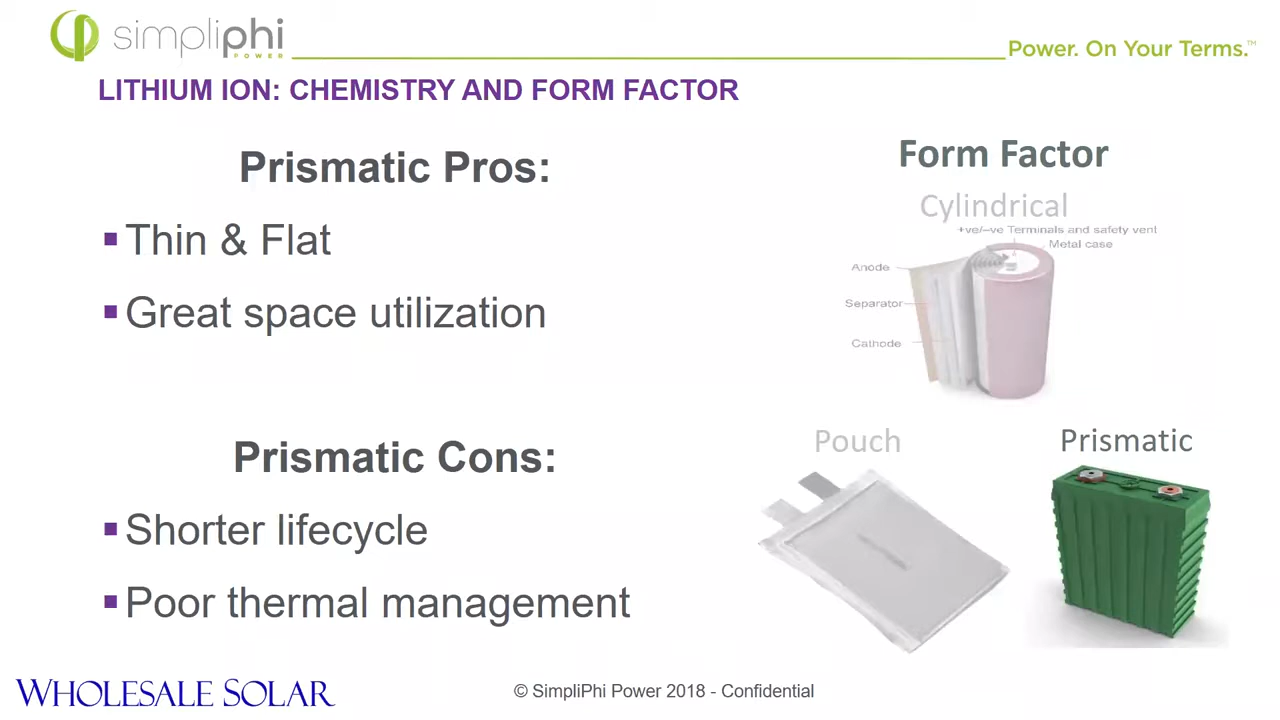 simpliphi
POWER
Power. On Your Terms.™
LITHIUM ION: CHEMISTRY AND FORM FACTOR
Prismatic Pros:
▪Thin & Flat
▪Great space utilization
Prismatic Cons:
▪Shorter lifecycle
▪Poor thermal management
Form Factor
Cylindrical
+ve/–ve Terminals and safety vent
Metal case
Anode
Separator
Cathode
Pouch
Prismatic
WHOLESALE SOLAR
© SimpliPhi Power 2018 - Confidential